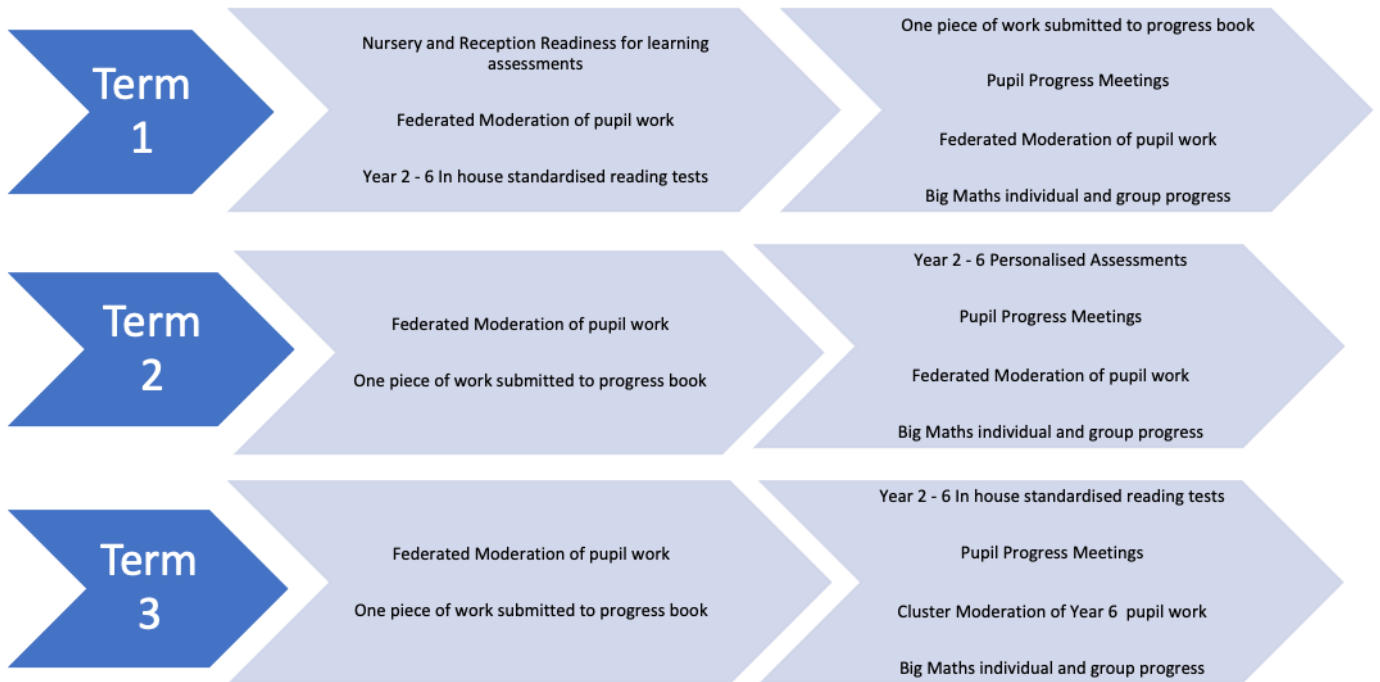 Term
1
Nursery and Reception Readiness for learning
assessments
Federated Moderation of pupil work
Year 2 - 6 In house standardised reading tests
One piece of work submitted to progress book
Pupil Progress Meetings
Federated Moderation of pupil work
Big Maths individual and group progress
Term
2
Federated Moderation of pupil work
One piece of work submitted to progress book
Year 2 - 6 Personalised Assessments
Pupil Progress Meetings
Federated Moderation of pupil work
Big Maths individual and group progress
Term
3
Federated Moderation of pupil work
One piece of work submitted to progress book
Year 2 - 6 In house standardised reading tests
Pupil Progress Meetings
Cluster Moderation of Year 6 pupil work
Big Maths individual and group progress